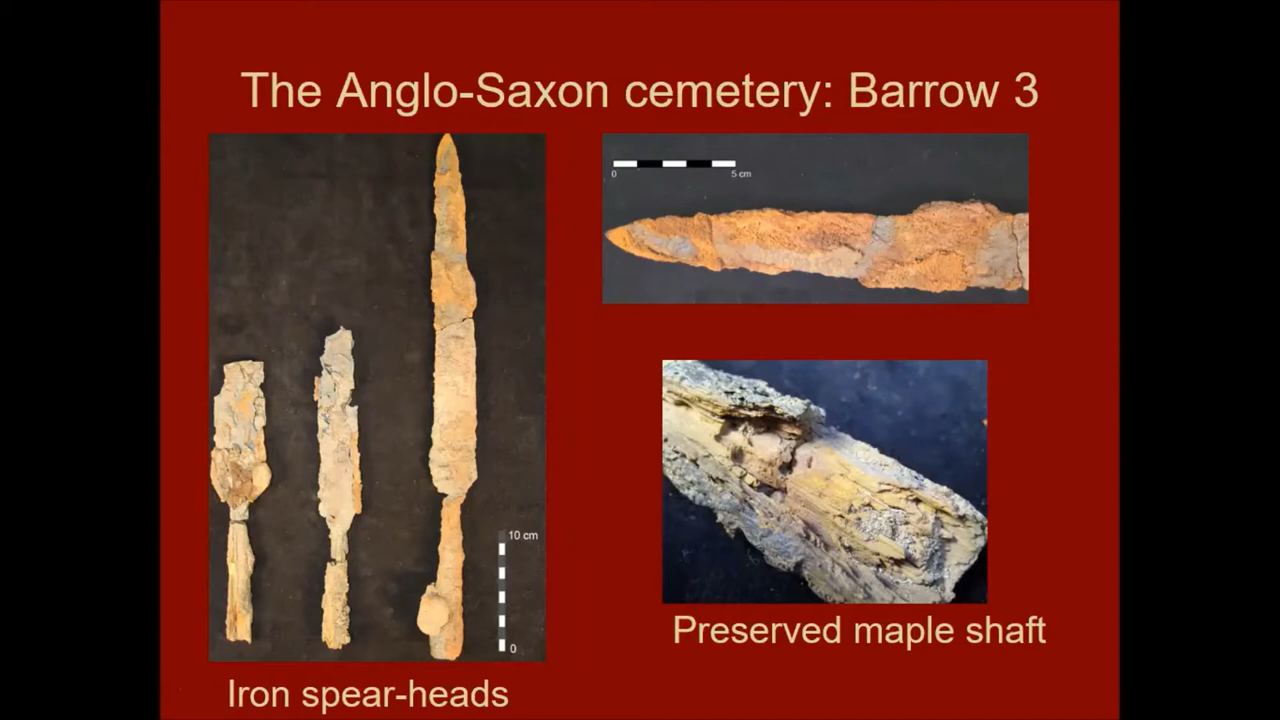 The Anglo-Saxon cemetery: Barrow 3
0 5 cm
10 cm
0
Preserved maple shaft
Iron spear-heads